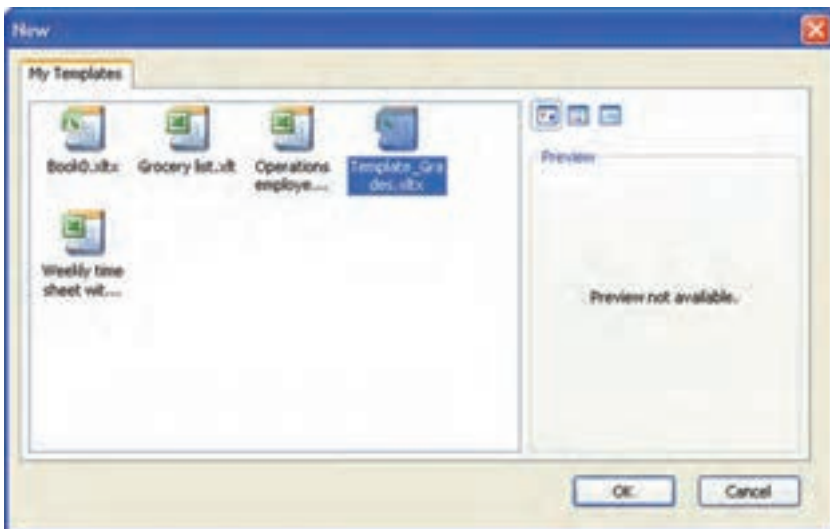 New
My Templates
Book0.xltx
Grocery list.xlt
Operations
employe....
Template_Gra
des.xltx
Weekly time
sheet wit....
Preview
Preview not available.
OK
Cancel